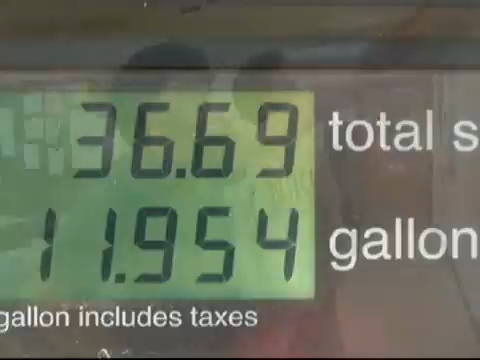 36.69 total s
11.954 gallon
gallon includes taxes